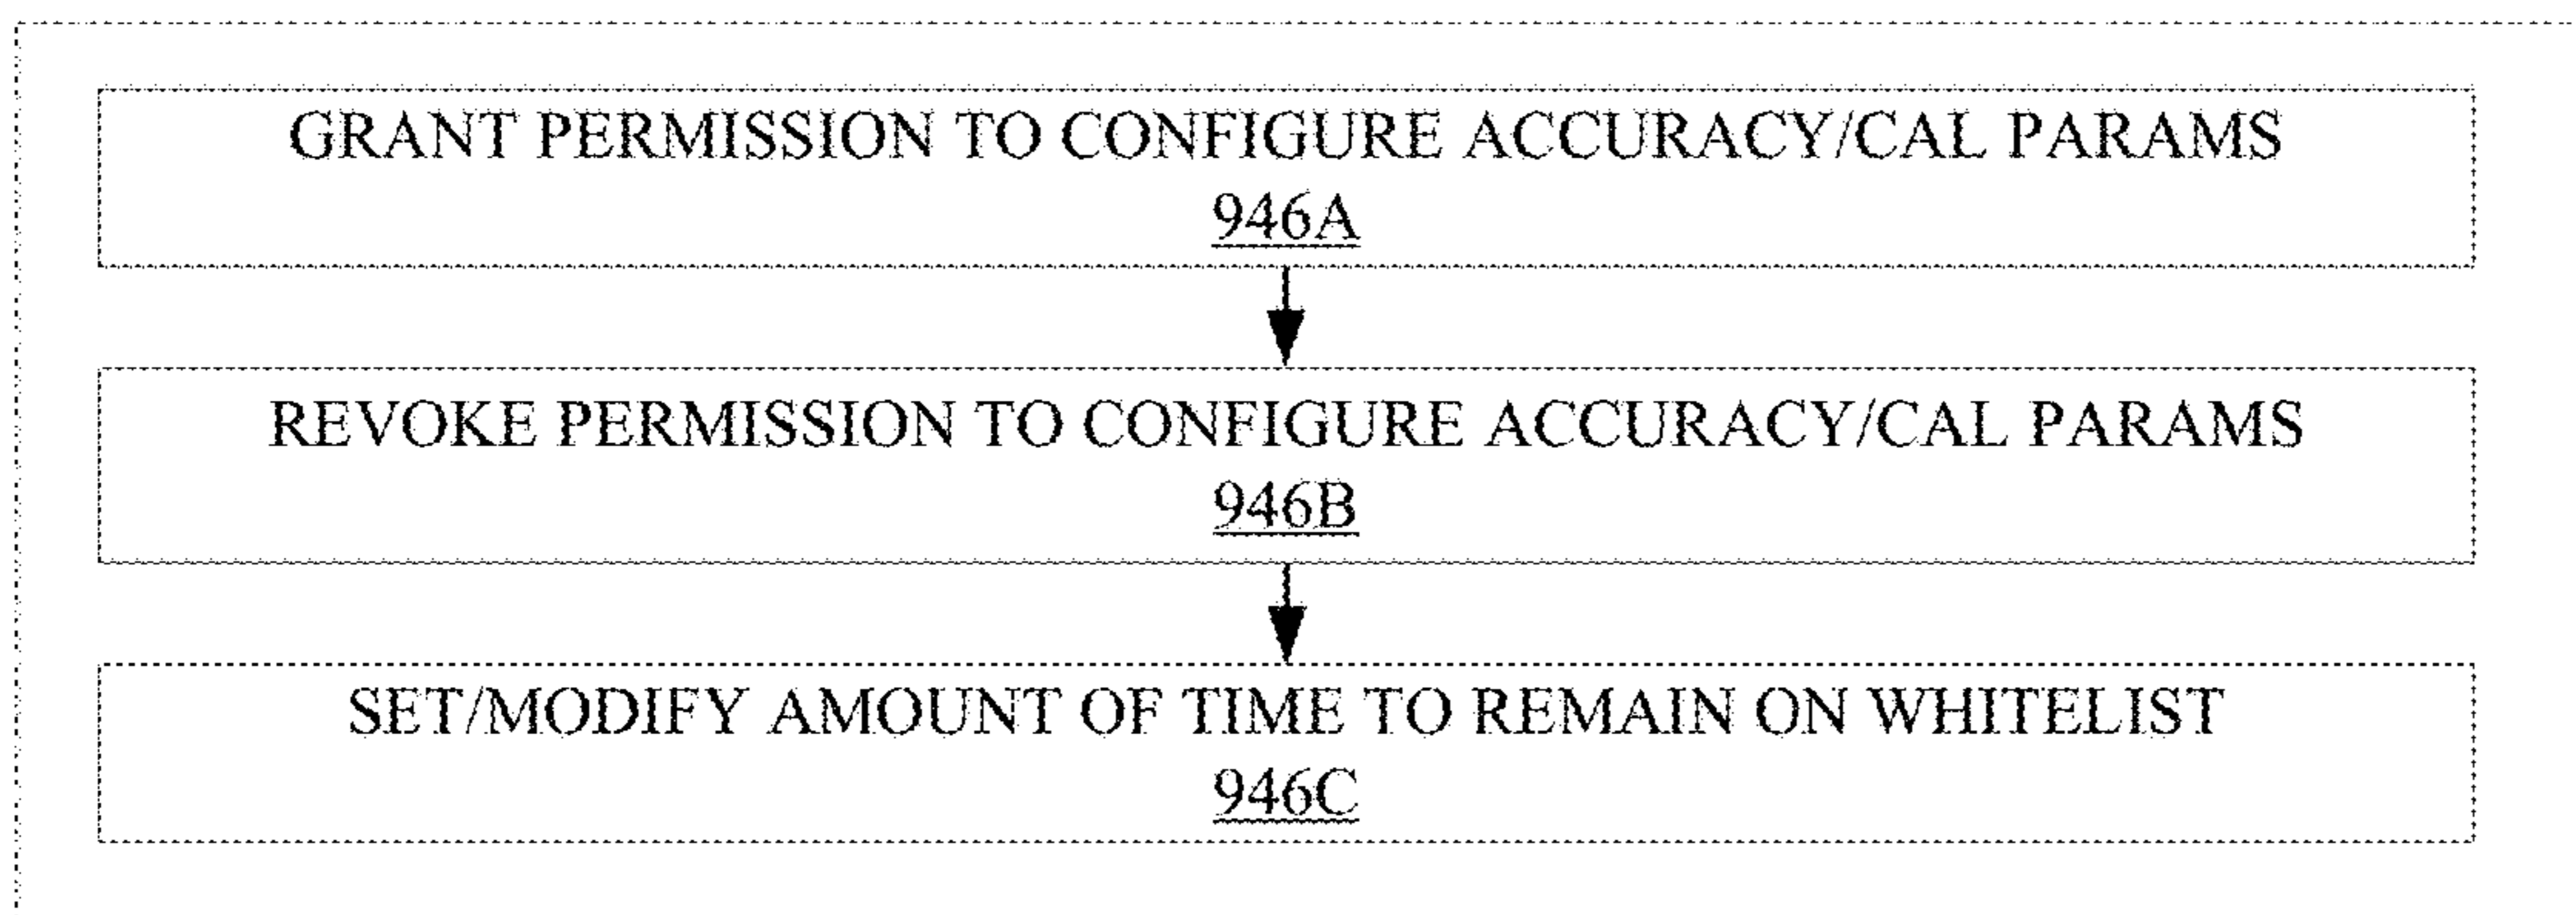 GRANT PERMISSION TO CONFIGURE ACCURACY/CAL PARAMS
946A
REVOKE PERMISSION TO CONFIGURE ACCURACY/CAL PARAMS
946B
SET/MODIFY AMOUNT OF TIME TO REMAIN ON WHITELIST
946C